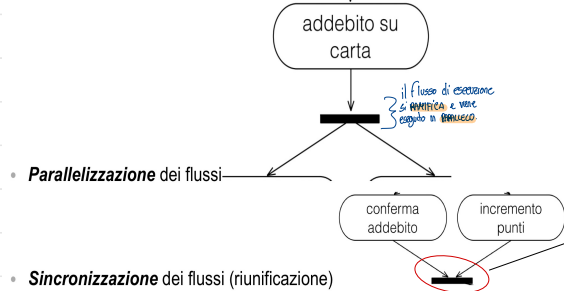 addebito su
carta
il flusso di esecuzione
si RAMIFICA e viene
eseguito in PARALLELO.
Parallelizzazione dei flussi
conferma
addebito
incremento
punti
Sincronizzazione dei flussi (riunificazione)